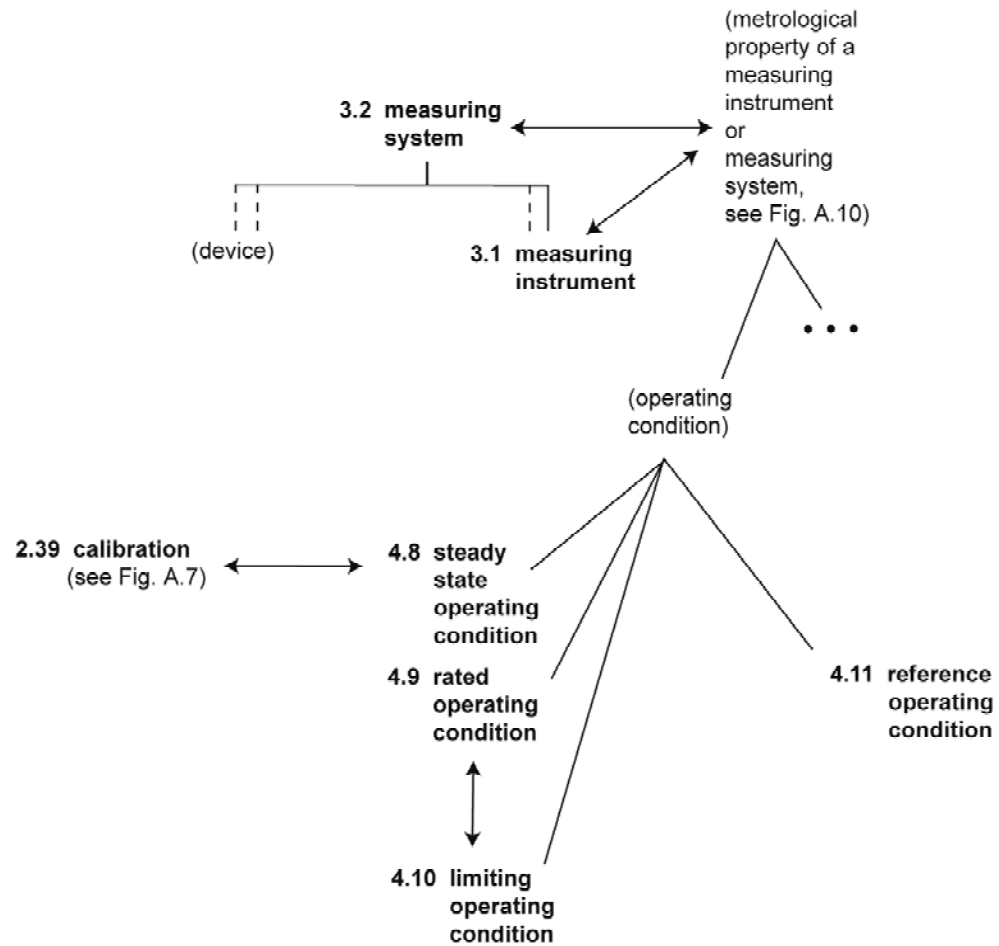 (metrological
property of a
measuring
instrument
or
measuring
system,
see Fig. A.10)
3.2 measuring
system
(device)
3.1 measuring
instrument
• • •
(operating
condition)
2.39 calibration
(see Fig. A.7)
4.8 steady
state
operating
condition
4.9 rated
operating
condition
4.11 reference
operating
condition
4.10 limiting
operating
condition